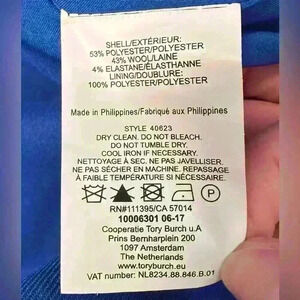 SHELL/EXTÉRIEUR:
53% POLYESTER/POLYESTER
43% WOOL/LAINE
4% ELASTANE/ÉLASTHANNE
LINING/DOUBLURE:
100% POLYESTER/POLYESTER
Made in Philippines/Fabriqué aux Philippines
STYLE 40623
DRY CLEAN. DO NOT BLEACH.
DO NOT TUMBLE DRY.
COOL IRON IF NECESSARY.
NETTOYAGE À SEC. NE PAS JAVELLISER.
NE PAS SÉCHER EN MACHINE. REPASSAGE
À FAIBLE TEMPÉRATURE SI NÉCESSAIRE.
P
RN#111395/CA 57014
10006301 06-17
Cooperatie Tory Burch u.A
Prins Bernharplein 200
1097 Amsterdam
The Netherlands
www.toryburch.eu
VAT number: NL8234.88.846.B.01